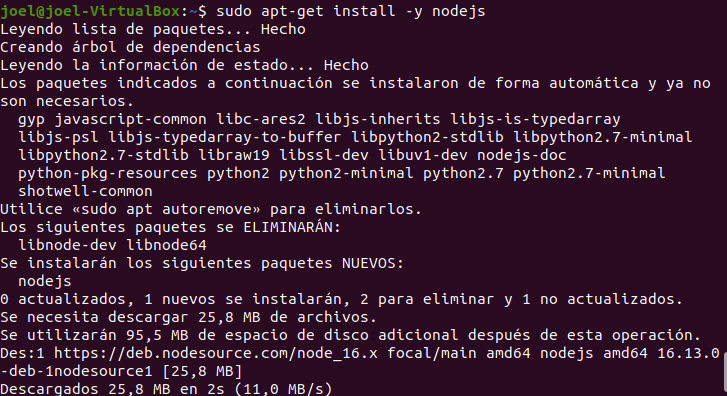 joel@joel-VirtualBox:~$ sudo apt-get install -y nodejs
Leyendo lista de paquetes... Hecho
Creando árbol de dependencias
Leyendo la información de estado... Hecho
Los paquetes indicados a continuación se instalaron de forma automática y ya no
son necesarios.
  gyp javascript-common libc-ares2 libjs-inherits libjs-is-typedarray
  libjs-psl libjs-typedarray-to-buffer libpython2-stdlib libpython2.7-minimal
  libpython2.7-stdlib libraw19 libssl-dev libuv1-dev nodejs-doc
  python-pkg-resources python2 python2-minimal python2.7 python2.7-minimal
  shotwell-common
Utilice «sudo apt autoremove» para eliminarlos.
Los siguientes paquetes se ELIMINARÁN:
  libnode-dev libnode64
Se instalarán los siguientes paquetes NUEVOS:
  nodejs
0 actualizados, 1 nuevos se instalarán, 2 para eliminar y 1 no actualizados.
Se necesita descargar 25,8 MB de archivos.
Se utilizarán 95,5 MB de espacio de disco adicional después de esta operación.
Des:1 https://deb.nodesource.com/node_16.x focal/main amd64 nodejs amd64 16.13.0
-deb-1nodesource1 [25,8 MB]
Descargados 25,8 MB en 2s (11,0 MB/s)